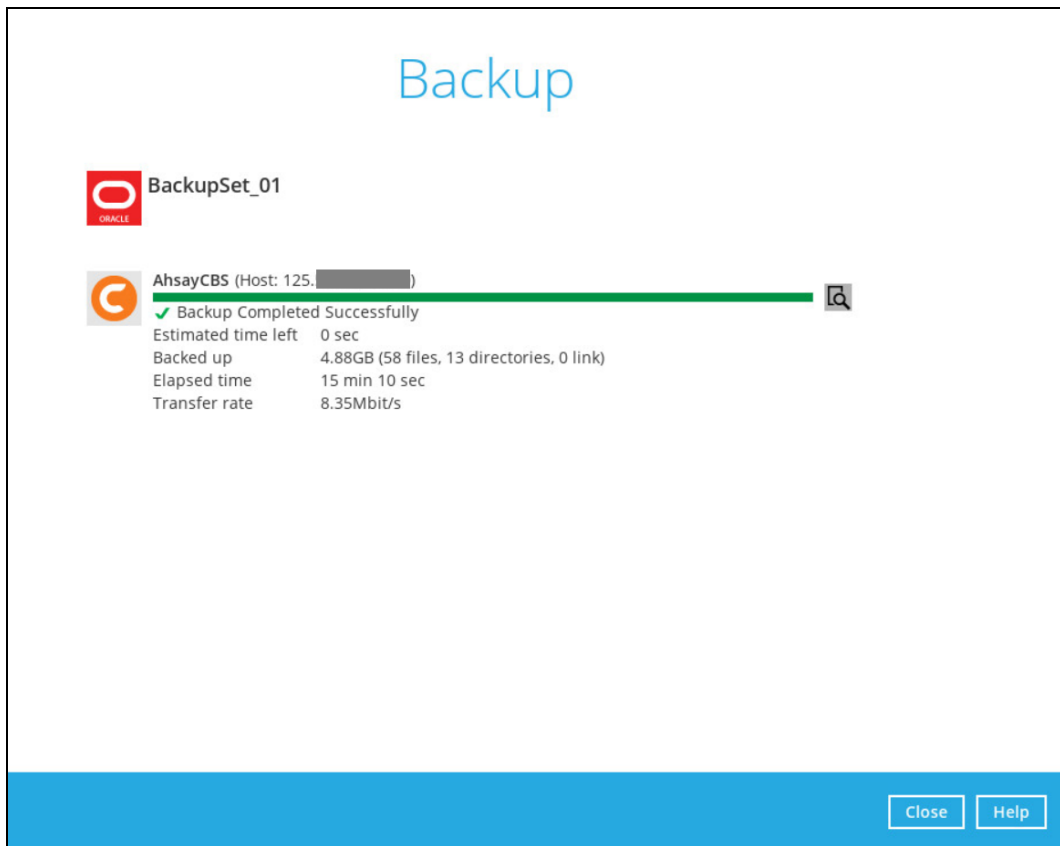 Backup
BackupSet_01
ORACLE
AhsayCBS (Host: 125.)
Backup Completed Successfully
Estimated time left 0 sec
Backed up 4.88GB (58 files, 13 directories, 0 link)
Elapsed time 15 min 10 sec
Transfer rate 8.35Mbit/s
Close Help